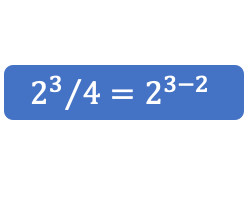 2³/4 = 2³⁻²